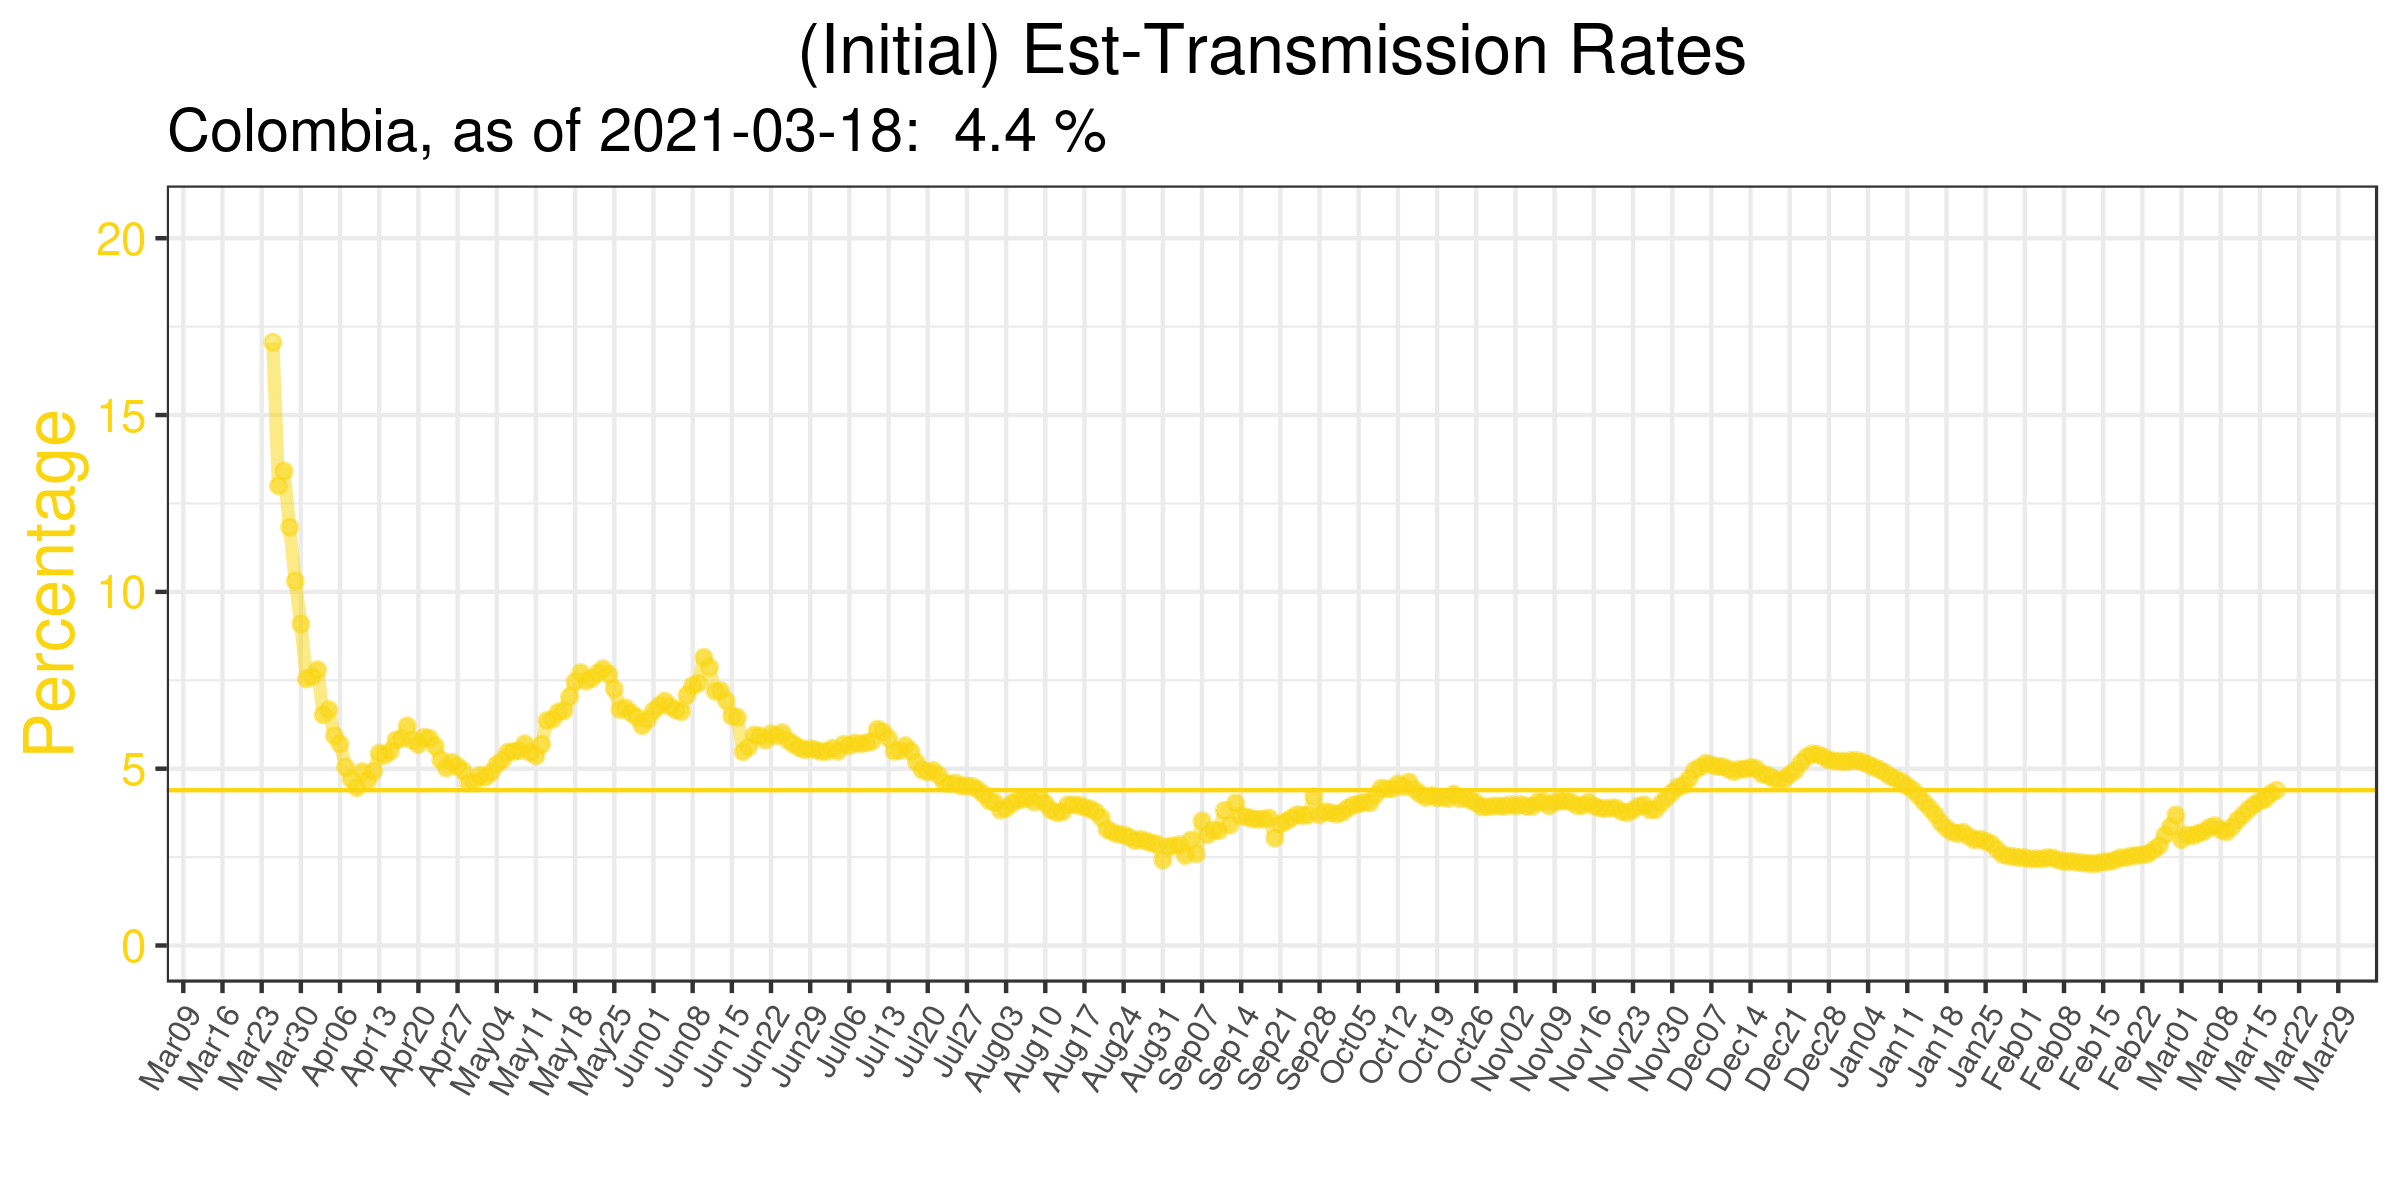 (Initial) Est-Transmission Rates
Colombia, as of 2021-03-18:  4.4 %
Percentage
20
15
10
5
0
Mar09
Mar16
Mar23
Mar30
Apr06
Apr13
Apr20
Apr27
May04
May11
May18
May25
Jun01
Jun08
Jun15
Jun22
Jun29
Jul06
Jul13
Jul20
Jul27
Aug03
Aug10
Aug17
Aug24
Aug31
Sep07
Sep14
Sep21
Sep28
Oct05
Oct12
Oct19
Oct26
Nov02
Nov09
Nov16
Nov23
Nov30
Dec07
Dec14
Dec21
Dec28
Jan04
Jan11
Jan18
Jan25
Feb01
Feb08
Feb15
Feb22
Mar01
Mar08
Mar15
Mar22
Mar29